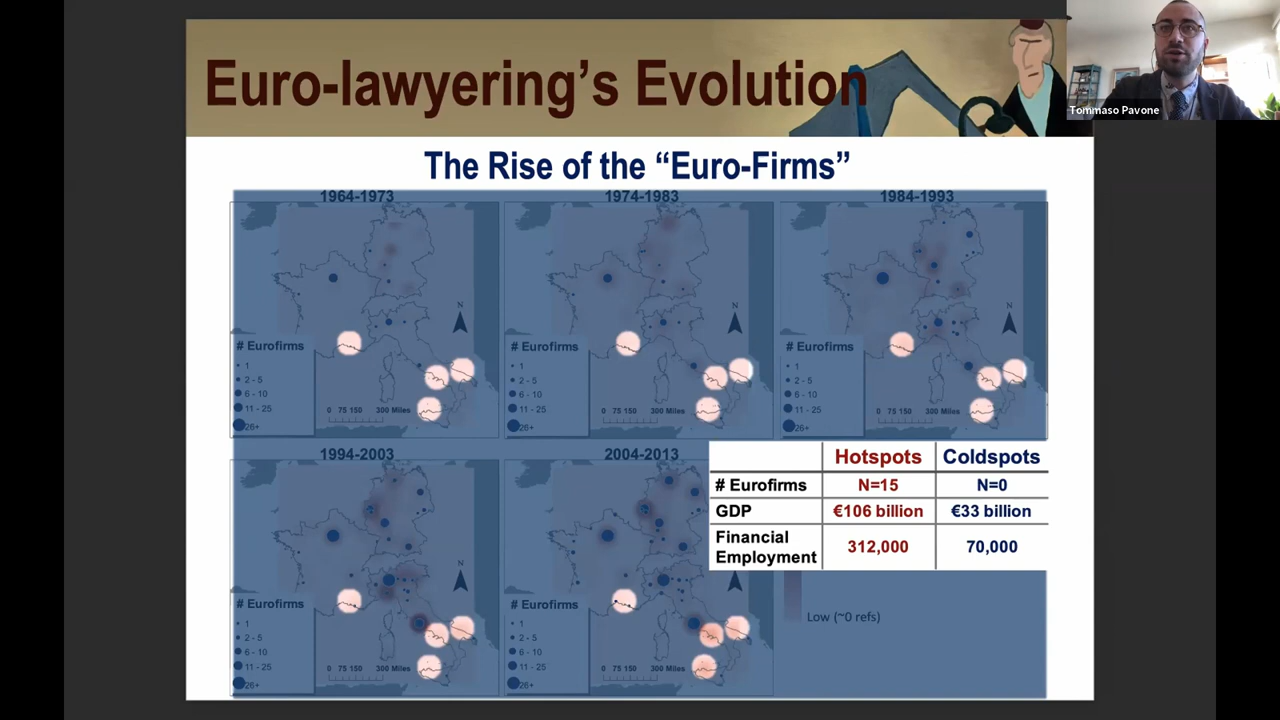 Euro-lawyering's Evolution
Tommaso Pavone
The Rise of the “Euro-Firms”
1964-1973
1974-1983
1984-1993
N
N
N
# Eurofirms
1
2 - 5
6 - 10
11 - 25
26+
0 75 150 300 Miles
# Eurofirms
1
2 - 5
6 - 10
11 - 25
26+
0 75 150 300 Miles
# Eurofirms
1
2 - 5
6 - 10
11 - 25
26+
0 75 150 300 Miles
1994-2003
2004-2013
Hotspots Coldspots
# Eurofirms N=15 N=0
GDP €106 billion €33 billion
Financial Employment 312,000 70,000
N
N
# Eurofirms
1
2 - 5
6 - 10
11 - 25
26+
0 75 150 300 Miles
# Eurofirms
1
2 - 5
6 - 10
11 - 25
26+
0 75 150 300 Miles
Low (~0 refs)